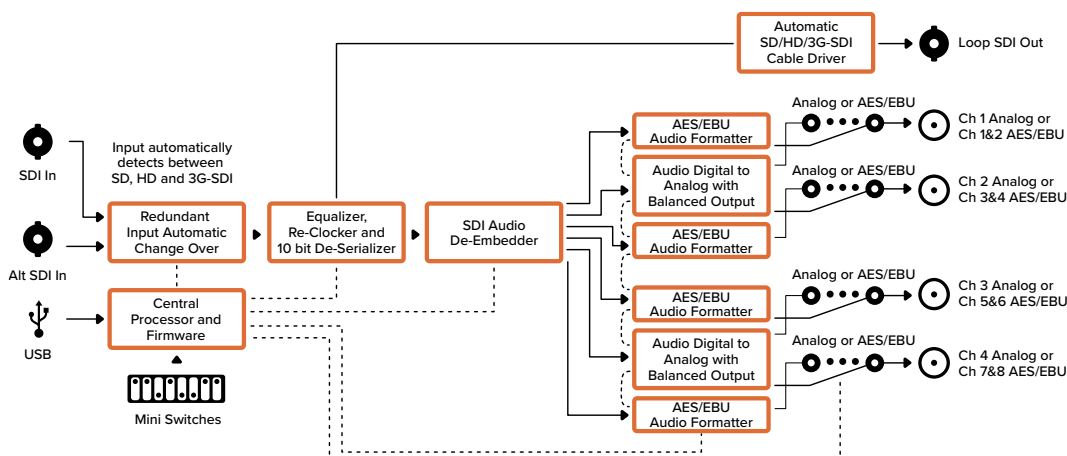 Automatic
SD/HD/3G-SDI
Cable Driver
Loop SDI Out
SDI In
Input automatically
detects between
SD, HD and 3G-SDI
Alt SDI In
Redundant
Input Automatic
Change Over
Equalizer,
Re-Clocker and
10 bit De-Serializer
SDI Audio
De-Embedder
USB
Central
Processor and
Firmware
Mini Switches
AES/EBU
Audio Formatter
Audio Digital to
Analog with
Balanced Output
AES/EBU
Audio Formatter
AES/EBU
Audio Formatter
Audio Digital to
Analog with
Balanced Output
AES/EBU
Audio Formatter
Analog or AES/EBU
Ch 1 Analog or
Ch 1&2 AES/EBU
Analog or AES/EBU
Ch 2 Analog or
Ch 3&4 AES/EBU
Analog or AES/EBU
Ch 3 Analog or
Ch 5&6 AES/EBU
Analog or AES/EBU
Ch 4 Analog or
Ch 7&8 AES/EBU